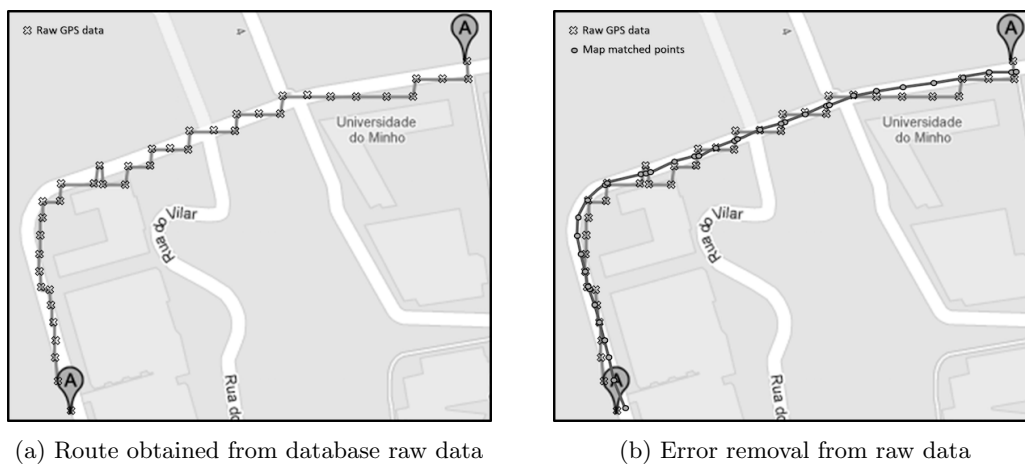 Raw GPS data
A
Universidade
do Minho
Rua do Vilar
Rua do
A
(a) Route obtained from database raw data
Raw GPS data
Map matched points
A
Universidade
do Minho
Rua do Vilar
Rua do
A
(b) Error removal from raw data